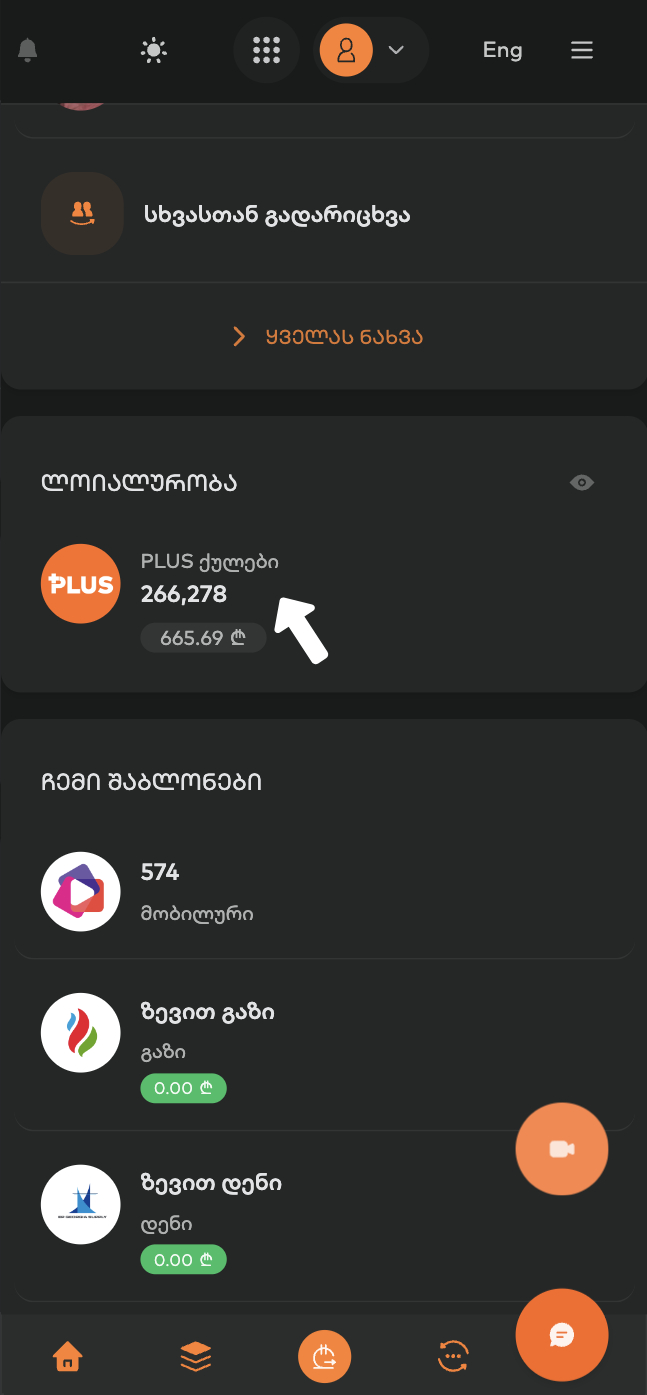 Eng
სხვასთან გადარიცხვა
ყველას ნახვა
ლოიალურობა
PLUS
PLUS ქულები
266,278
665.69 ₾
ჩემი შაბლონები
574
მობილური
ზევით გაზი
გაზი
0.00 ₾
ზევით დენი
დენი
0.00 ₾